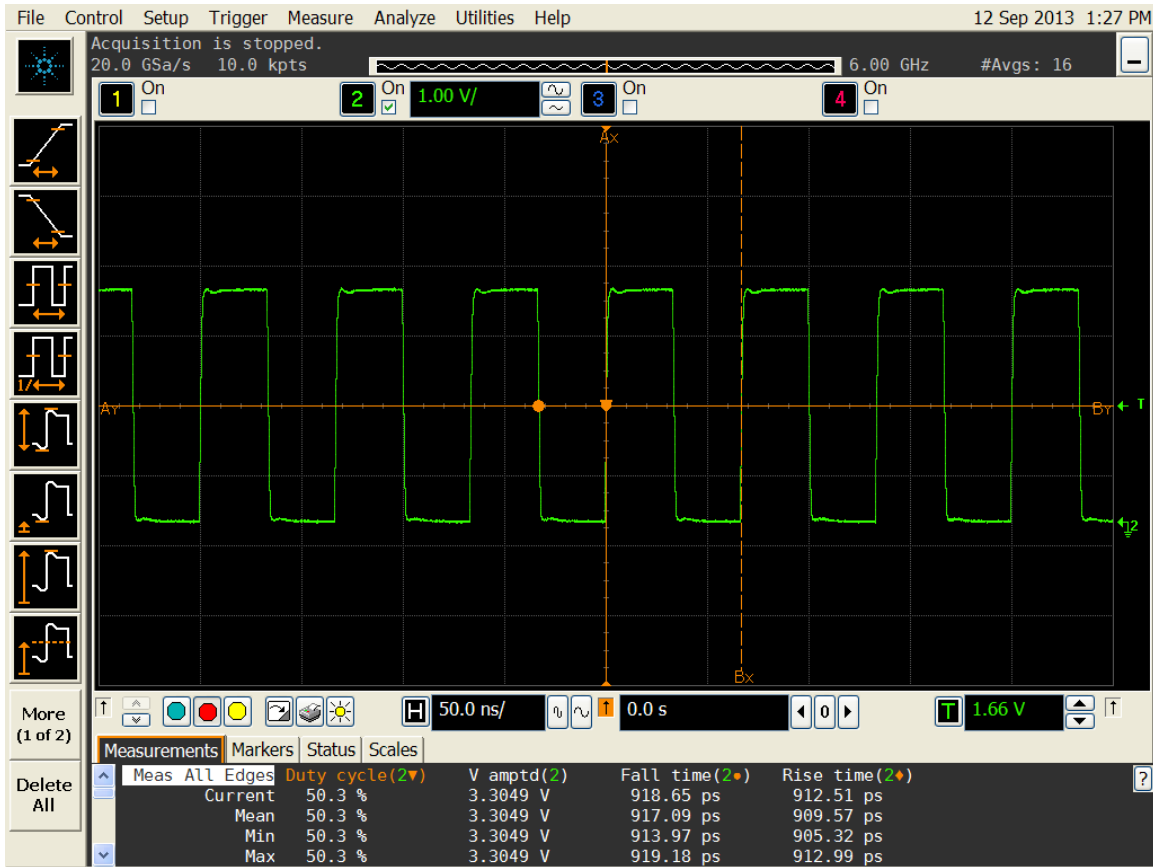 File Control Setup Trigger Measure Analyze Utilities Help 12 Sep 2013 1:27 PM
Acquisition is stopped.
20.0 GSa/s 10.0 kpts 6.00 GHz #Avgs: 16
1 On 2 On 1.00 V/ 3 On 4 On
Ax
Ay By T
2
Bx
1/
More
(1 of 2)
Delete
All
H 50.0 ns/ 0.0 s 0 T 1.66 V
Measurements Markers Status Scales
Meas All Edges Duty cycle(2▼) V amptd(2) Fall time(2●) Rise time(2♦) ?
Current 50.3 % 3.3049 V 918.65 ps 912.51 ps
Mean 50.3 % 3.3049 V 917.09 ps 909.57 ps
Min 50.3 % 3.3049 V 913.97 ps 905.32 ps
Max 50.3 % 3.3049 V 919.18 ps 912.99 ps